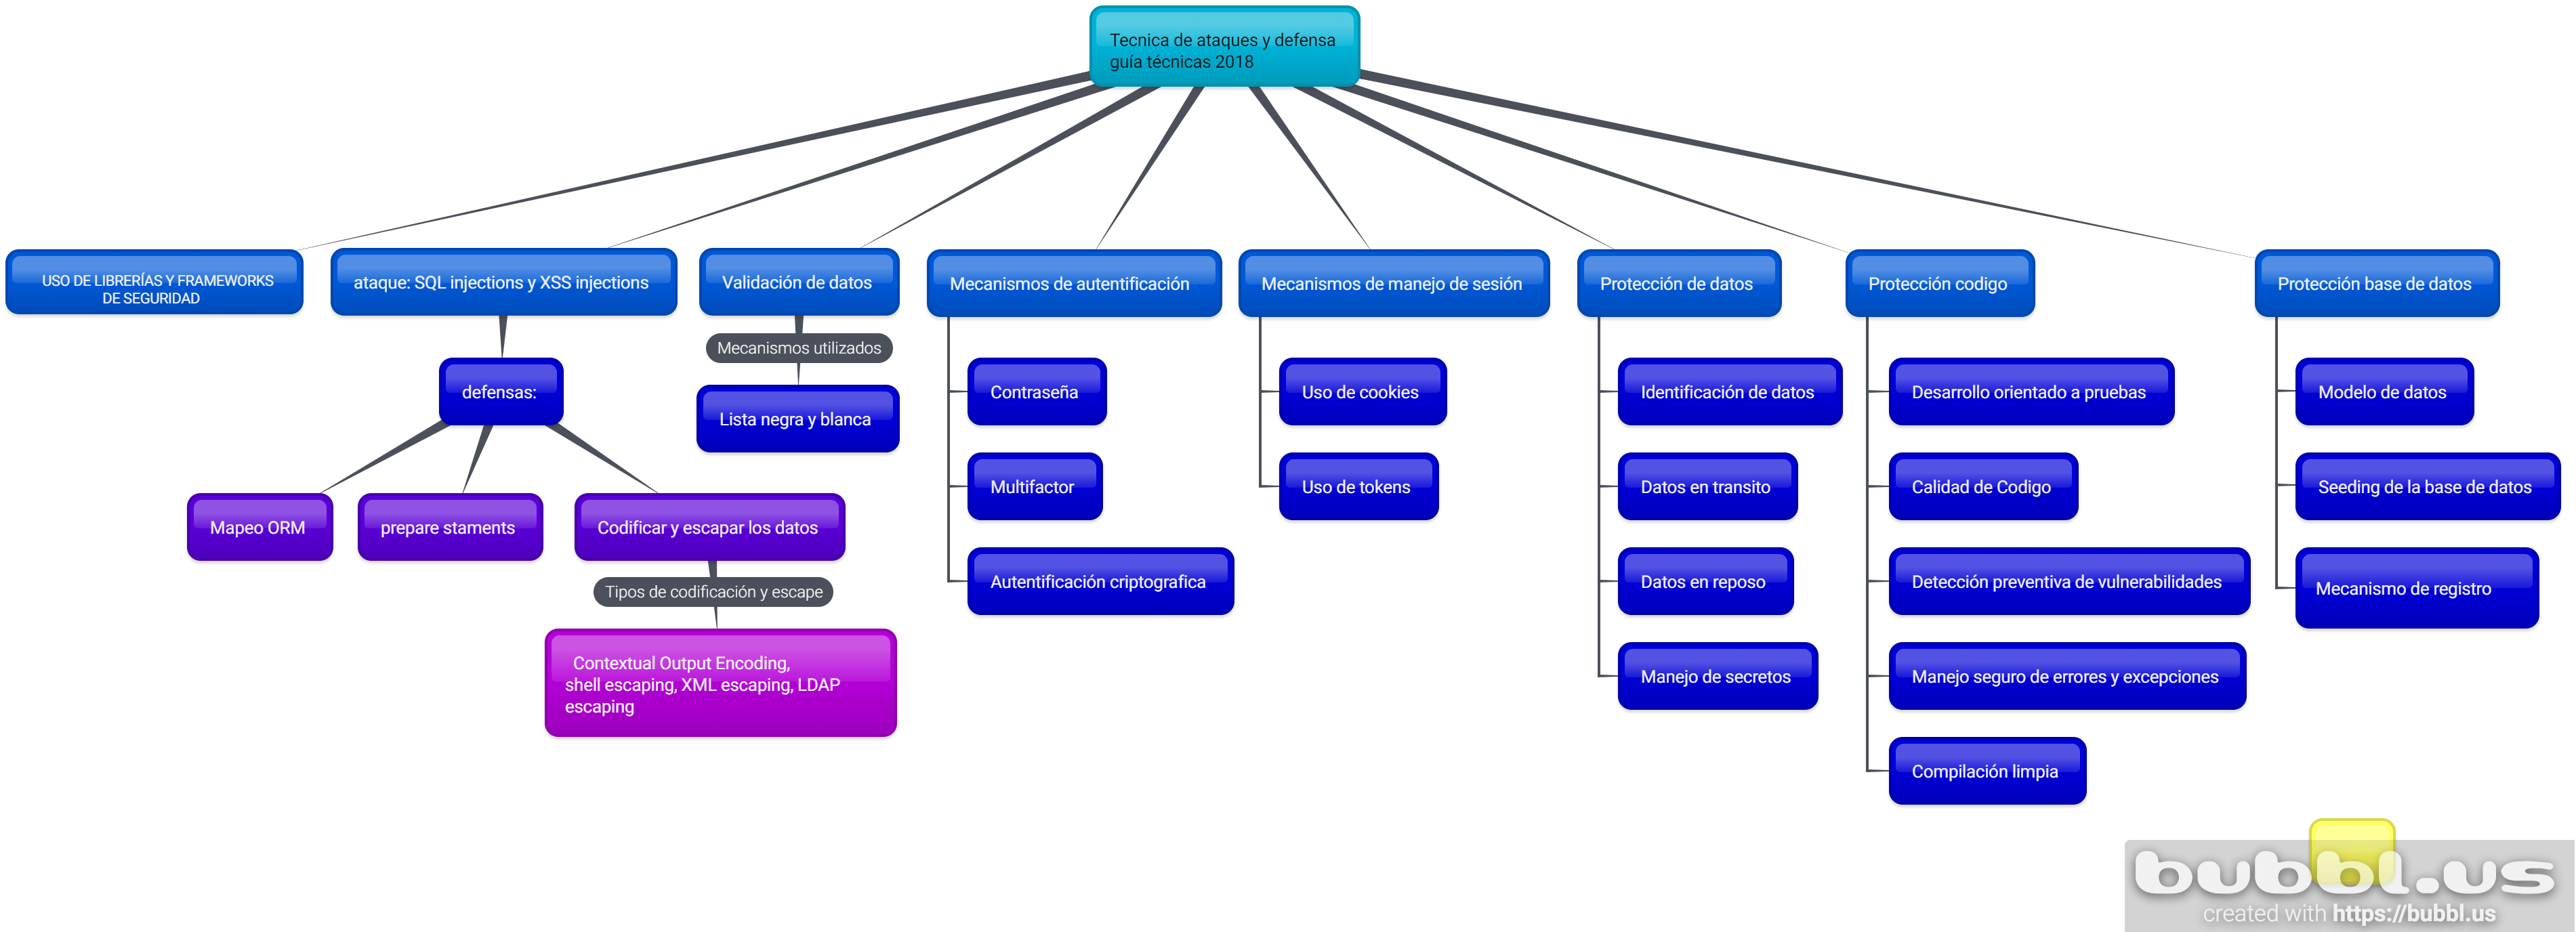 Tecnica de ataques y defensa
guía técnicas 2018
USO DE LIBRERÍAS Y FRAMEWORKS
DE SEGURIDAD
ataque: SQL injections y XSS injections
defensas:
Mapeo ORM
prepare staments
Codificar y escapar los datos
Tipos de codificación y escape
Contextual Output Encoding,
shell escaping, XML escaping, LDAP
escaping
Validación de datos
Mecanismos utilizados
Lista negra y blanca
Mecanismos de autentificación
Contraseña
Multifactor
Autentificación criptografica
Mecanismos de manejo de sesión
Uso de cookies
Uso de tokens
Protección de datos
Identificación de datos
Datos en transito
Datos en reposo
Manejo de secretos
Protección codigo
Desarrollo orientado a pruebas
Calidad de Codigo
Detección preventiva de vulnerabilidades
Manejo seguro de errores y excepciones
Compilación limpia
Protección base de datos
Modelo de datos
Seeding de la base de datos
Mecanismo de registro
bubbl.us
created with https://bubbl.us